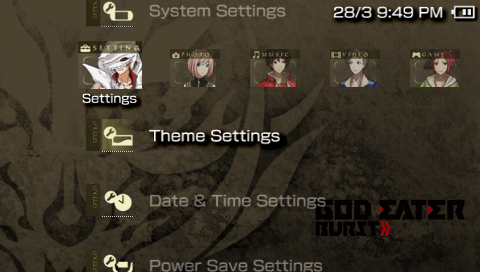 System Settings
28/3 9:49 PM
SETTING
PHOTO
MUSIC
VIDEO
GAME
Settings
Theme Settings
Date & Time Settings
GOD EATER
BURST
Power Save Settings